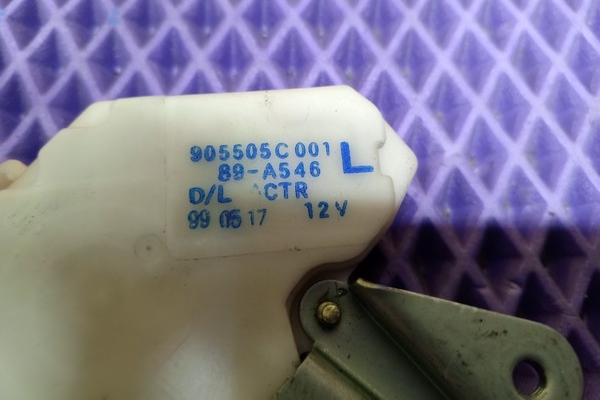 905505C001 L
89-A546
D/L ACTR
99 05 17 12V